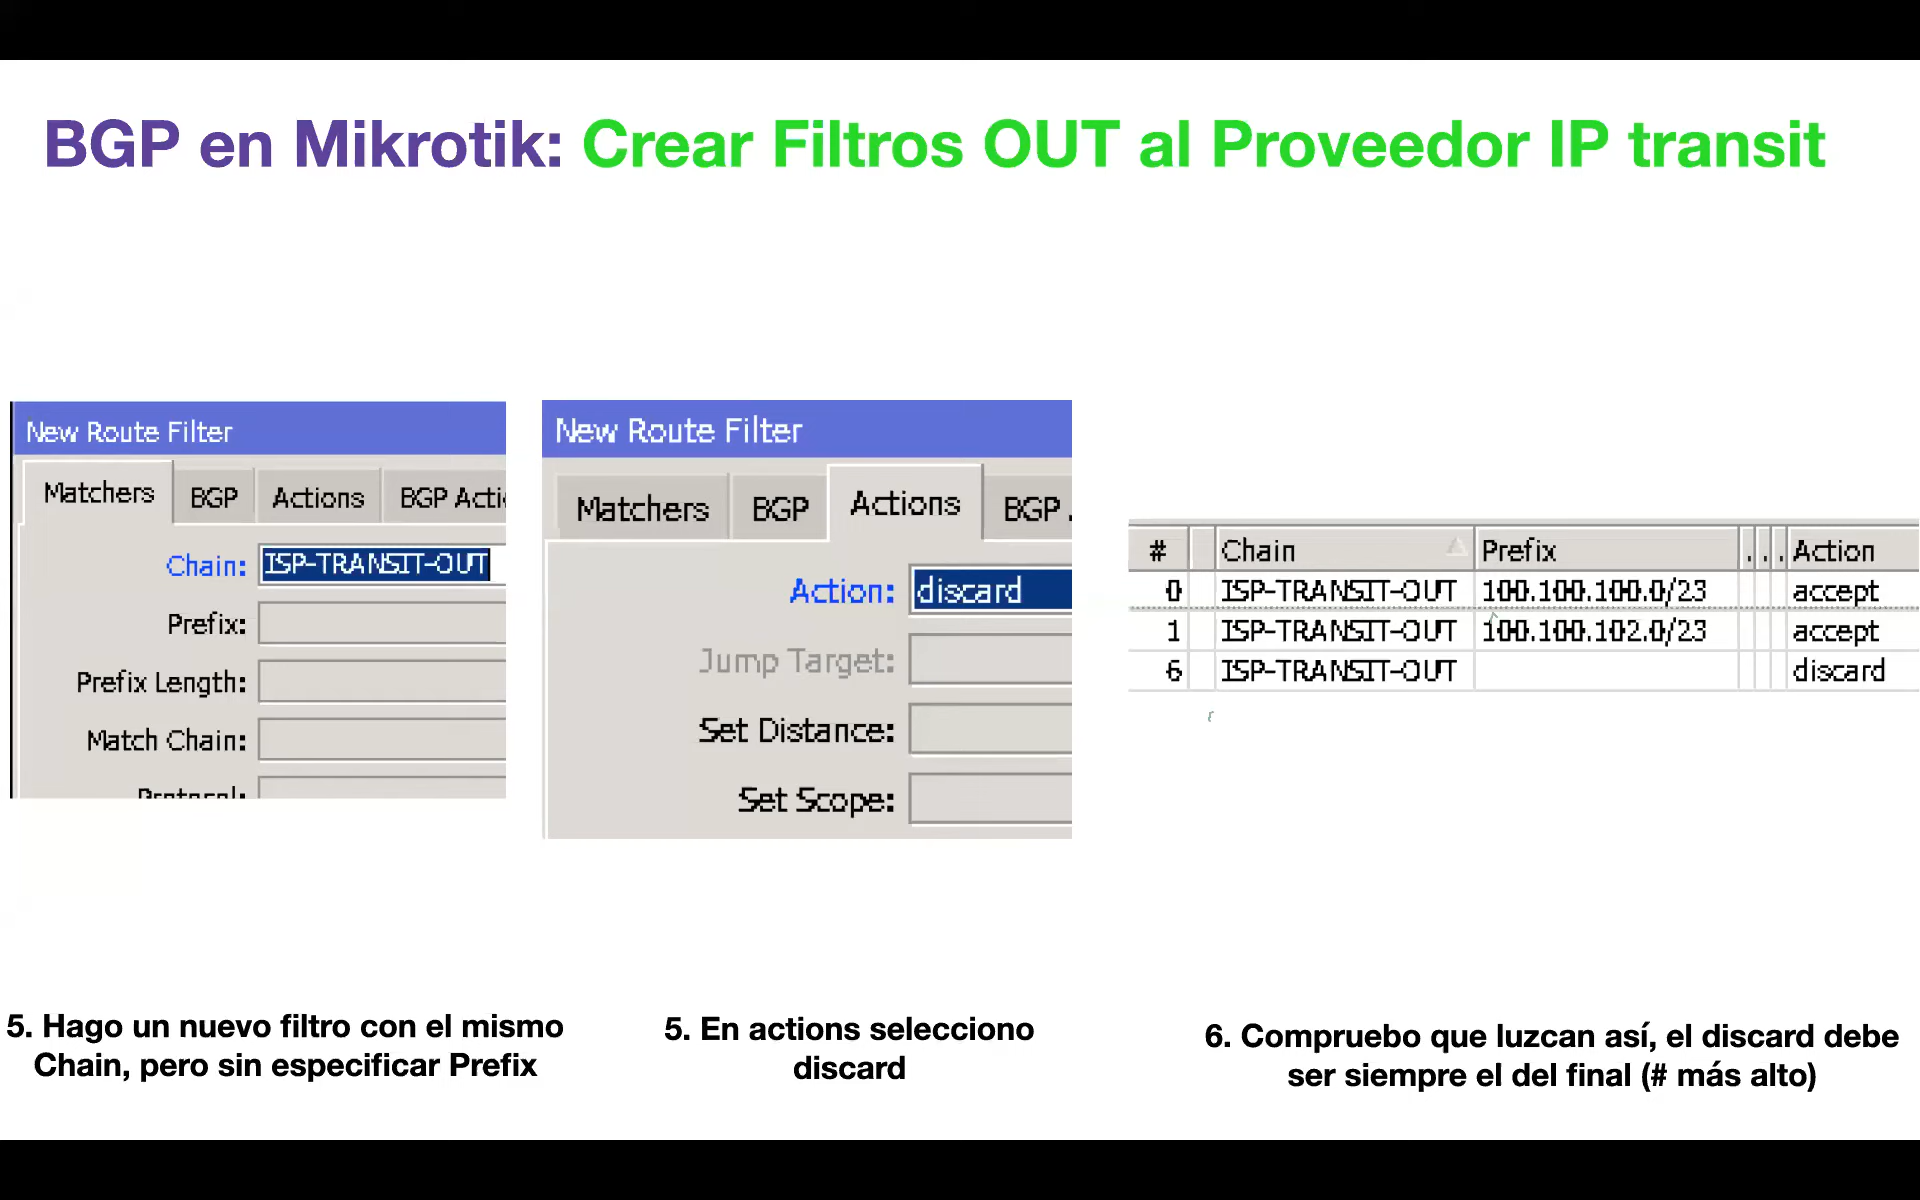 BGP en Mikrotik: Crear Filtros OUT al Proveedor IP transit
New Route Filter
Matchers BGP Actions BGP Acti
Chain: ISP-TRANSIT-OUT
Prefix:
Prefix Length:
Match Chain:
Protocol:
New Route Filter
Matchers BGP Actions BGP .
Action: discard
Jump Target:
Set Distance:
Set Scope:
# Chain Prefix . . . Action
0 ISP-TRANSIT-OUT 100.100.100.0/23 accept
1 ISP-TRANSIT-OUT 100.100.102.0/23 accept
6 ISP-TRANSIT-OUT discard
5. Hago un nuevo filtro con el mismo
Chain, pero sin especificar Prefix
5. En actions selecciono
discard
6. Compruebo que luzcan así, el discard debe
ser siempre el del final (# más alto)